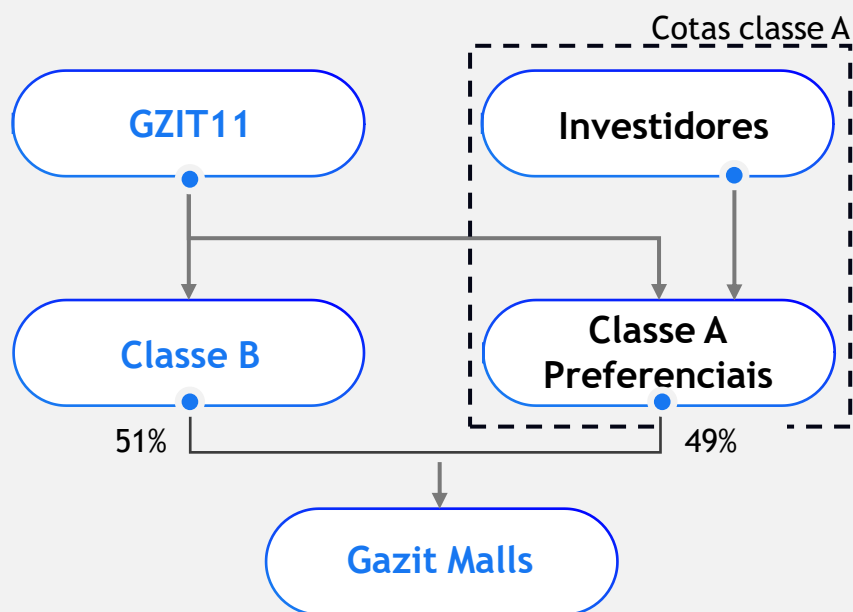 Cotas classe A
GZIT11
Investidores
Classe B
Classe A
Preferenciais
51%
49%
Gazit Malls